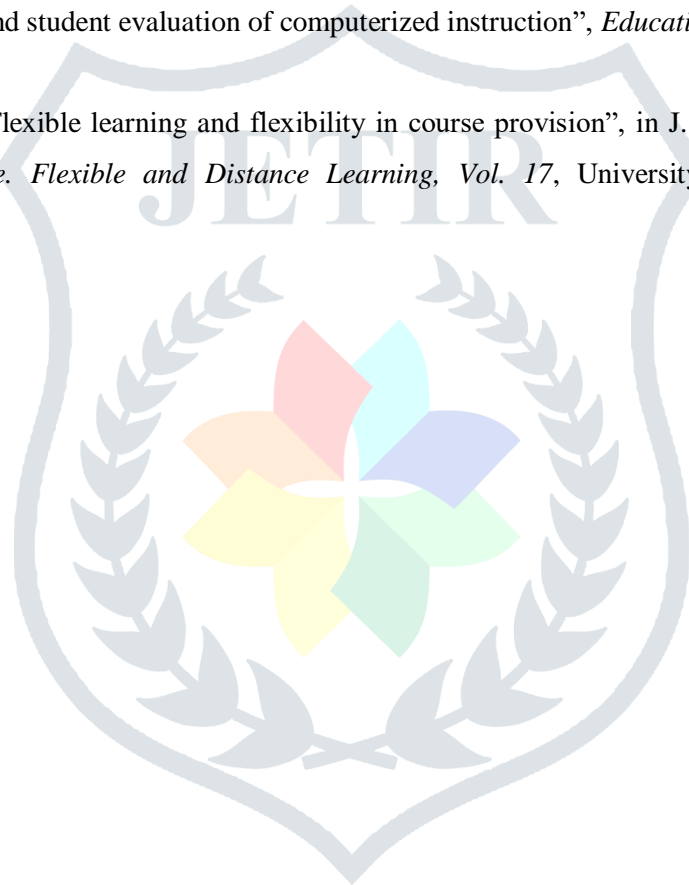 nd student evaluation of computerized instruction”, Educati
lexible learning and flexibility in course provision”, in J.
e. Flexible and Distance Learning, Vol. 17, University
JETIR